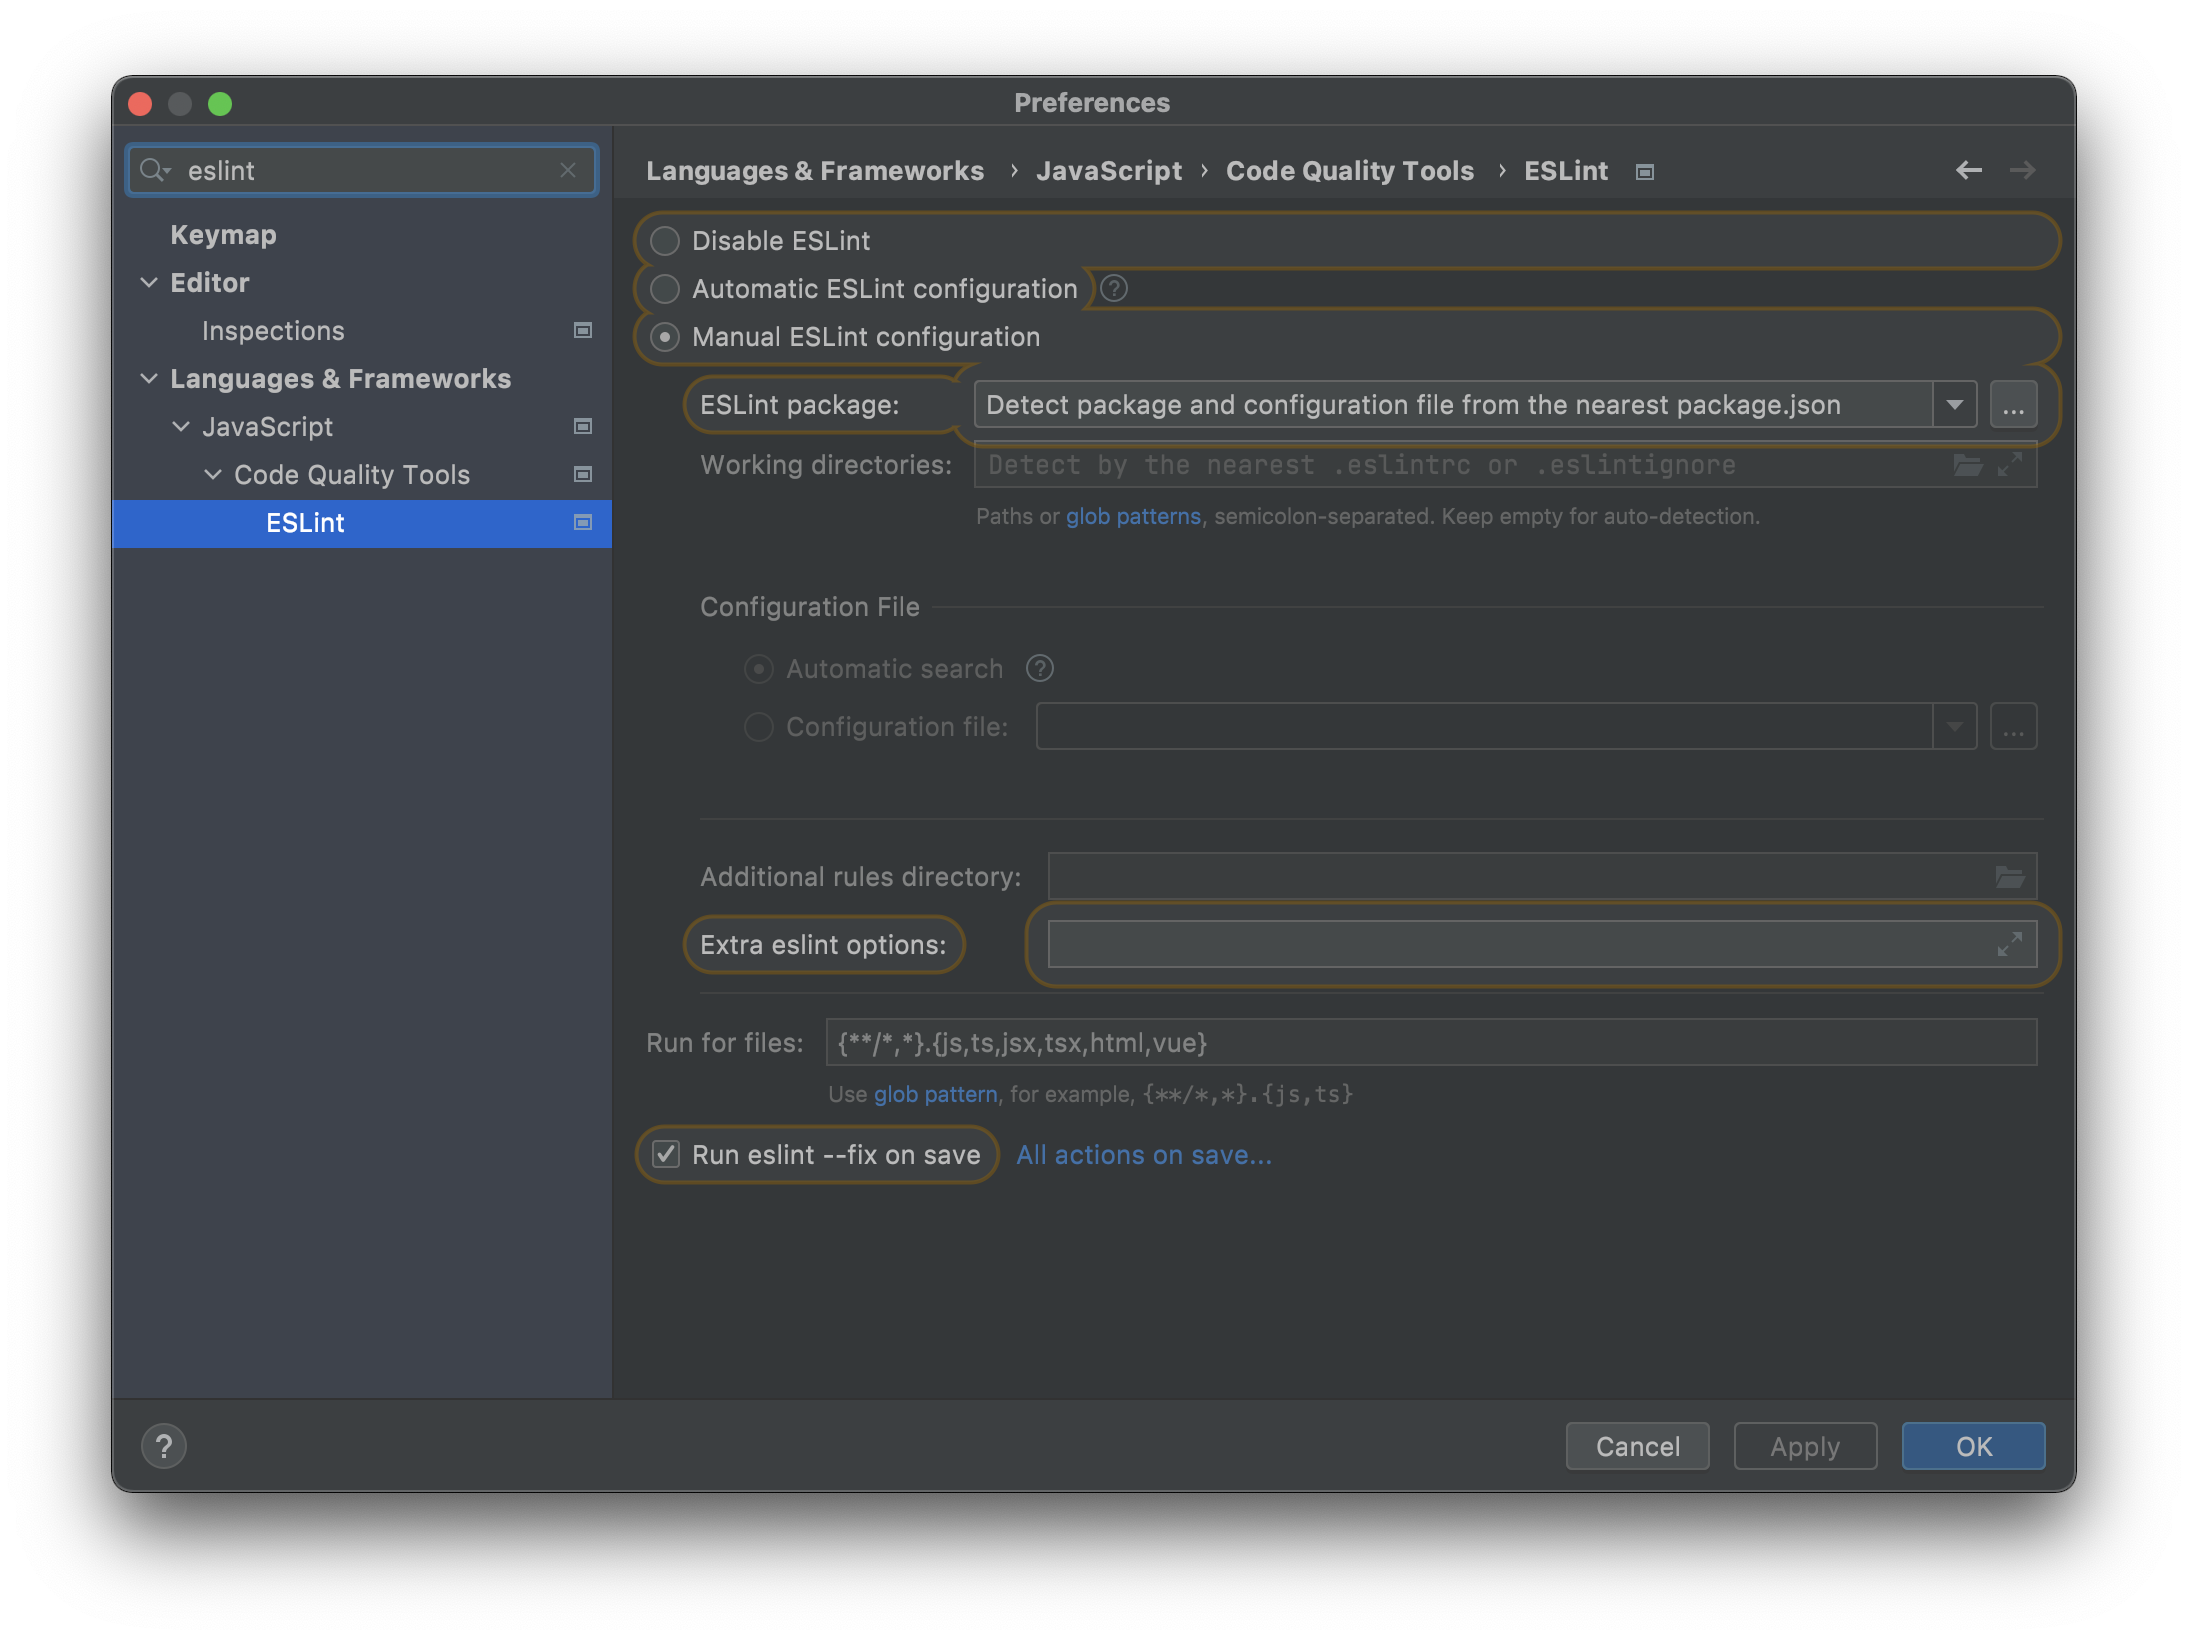 Preferences
eslint
Keymap
Editor
Inspections
Languages & Frameworks
JavaScript
Code Quality Tools
ESLint
Languages & Frameworks › JavaScript › Code Quality Tools › ESLint
Disable ESLint
Automatic ESLint configuration ?
Manual ESLint configuration
ESLint package: Detect package and configuration file from the nearest package.json ...
Working directories: Detect by the nearest .eslintrc or .eslintignore
Paths or glob patterns, semicolon-separated. Keep empty for auto-detection.
Configuration File
Automatic search ?
Configuration file: ...
Additional rules directory:
Extra eslint options:
Run for files: {**/*,*}.{js,ts,jsx,tsx,html,vue}
Use glob pattern, for example, {**/*,*}.{js,ts}
Run eslint --fix on save All actions on save...
? Cancel Apply OK